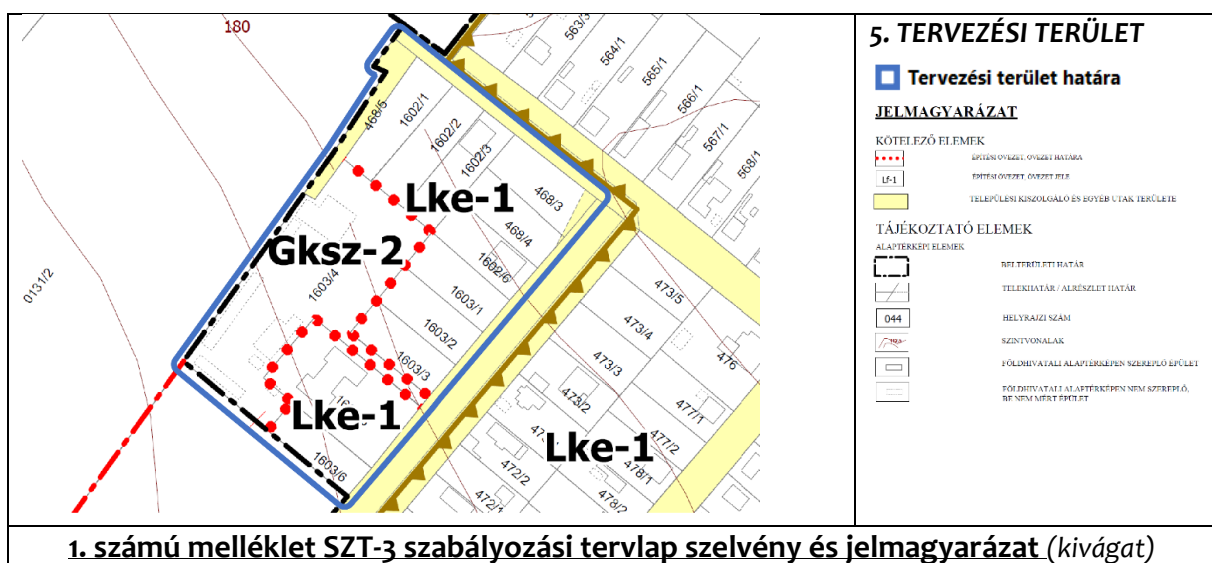 180
563/3
564/1
565/1
566/1
567/1
568/1
468/5
1602/1
1602/2
1602/3
468/3
Lke-1
468/4
Gksz-2
1602/6
0131/2
1603/4
1603/1
473/5
1603/2
473/4
476
1603/3
473/3
Lke-1
473/2
477/1
Lke-1
477/2
1603/6
472/2
478/1
472/1
478/2
5. TERVEZÉSI TERÜLET
Tervezési terület határa
JELMAGYARÁZAT
KÖTELEZŐ ELEMEK
ÉPÍTÉSI ÖVEZET, ÖVEZET HATÁRA
Lf-1 ÉPÍTÉSI ÖVEZET, ÖVEZET JELE
TELEPÜLÉSI KISZOLGÁLÓ ÉS EGYÉB UTAK TERÜLETE
TÁJÉKOZTATÓ ELEMEK
ALAPTÉRKÉPI ELEMEK
BELTERÜLETI HATÁR
TELEKHATÁR / ALRÉSZLET HATÁR
044 HELYRAJZI SZÁM
SZINTVONALAK
FÖLDHIVATALI ALAPTÉRKÉPEN SZEREPLŐ ÉPÜLET
FÖLDHIVATALI ALAPTÉRKÉPEN NEM SZEREPLŐ,
BE NEM MÉRT ÉPÜLET
1. számú melléklet SZT-3 szabályozási tervlap szelvény és jelmagyarázat (kivágat)